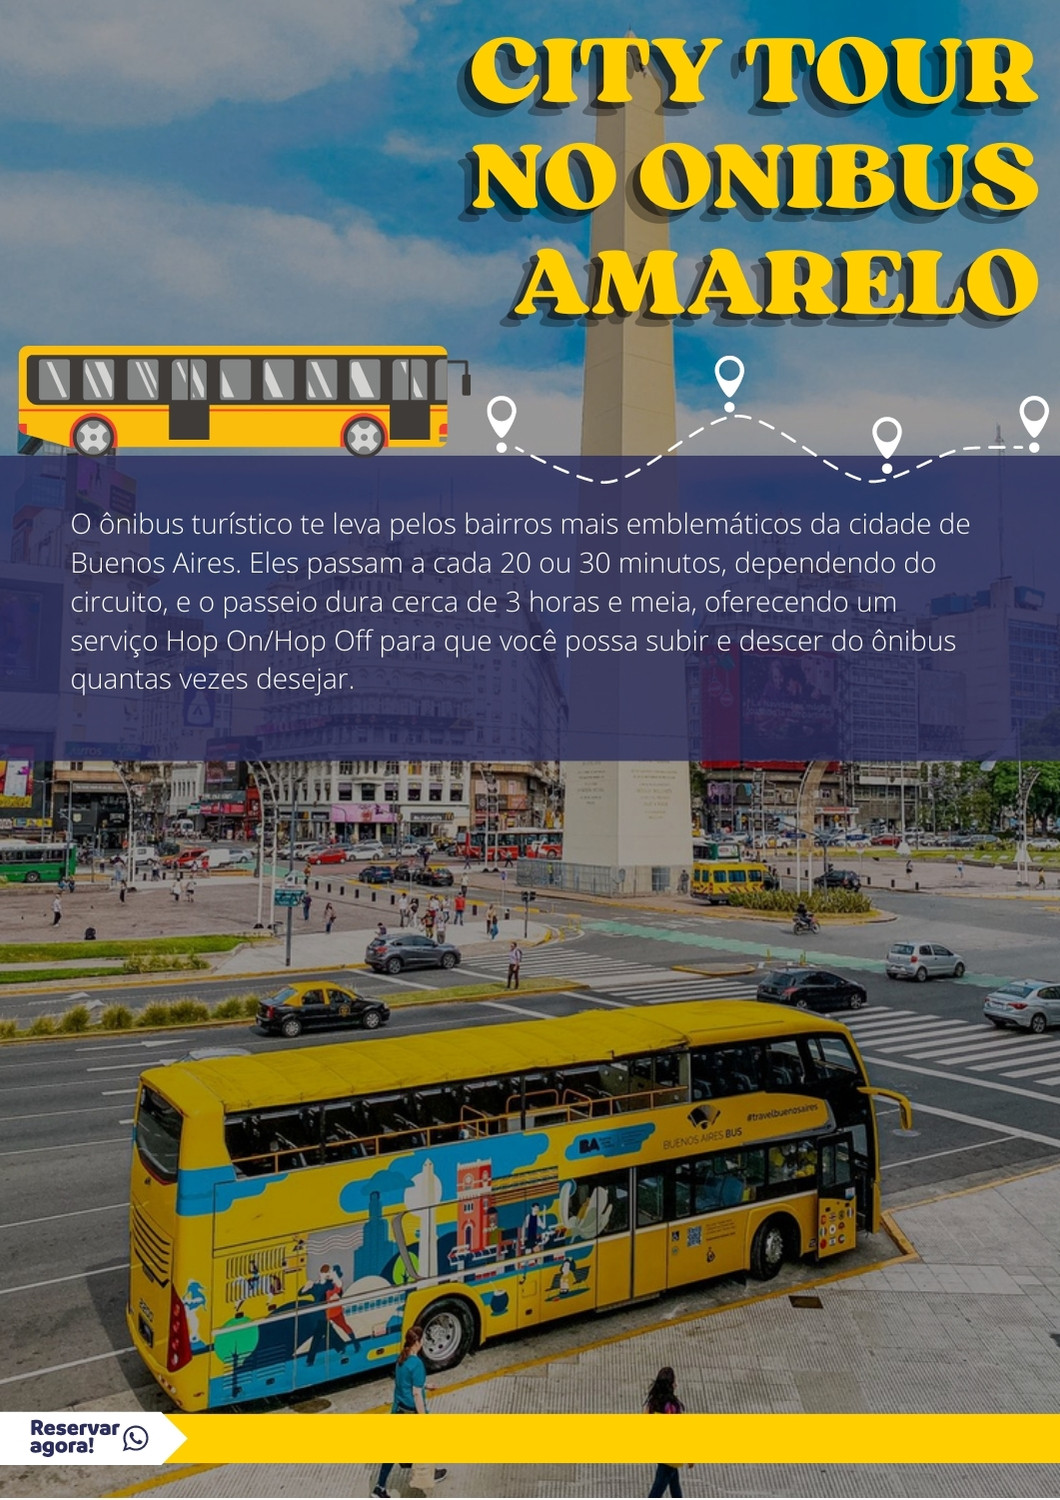 CITY TOUR
NO ONIBUS
AMARELO
O ônibus turístico te leva pelos bairros mais emblemáticos da cidade de
Buenos Aires. Eles passam a cada 20 ou 30 minutos, dependendo do
circuito, e o passeio dura cerca de 3 horas e meia, oferecendo um
serviço Hop On/Hop Off para que você possa subir e descer do ônibus
quantas vezes desejar.
#travelbuenosaires
BUENOS AIRES BUS
BA
Reservar
agora!